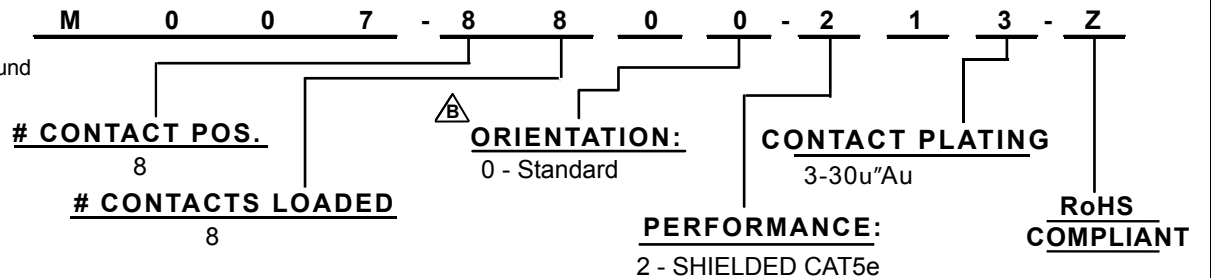 M 0 0 7 - 8 8 0 0 - 2 1 3 - Z
und
# CONTACT POS.
8
# CONTACTS LOADED
8
B
ORIENTATION:
0 - Standard
PERFORMANCE:
2 - SHIELDED CAT5e
CONTACT PLATING
3-30u"Au
RoHS
COMPLIANT